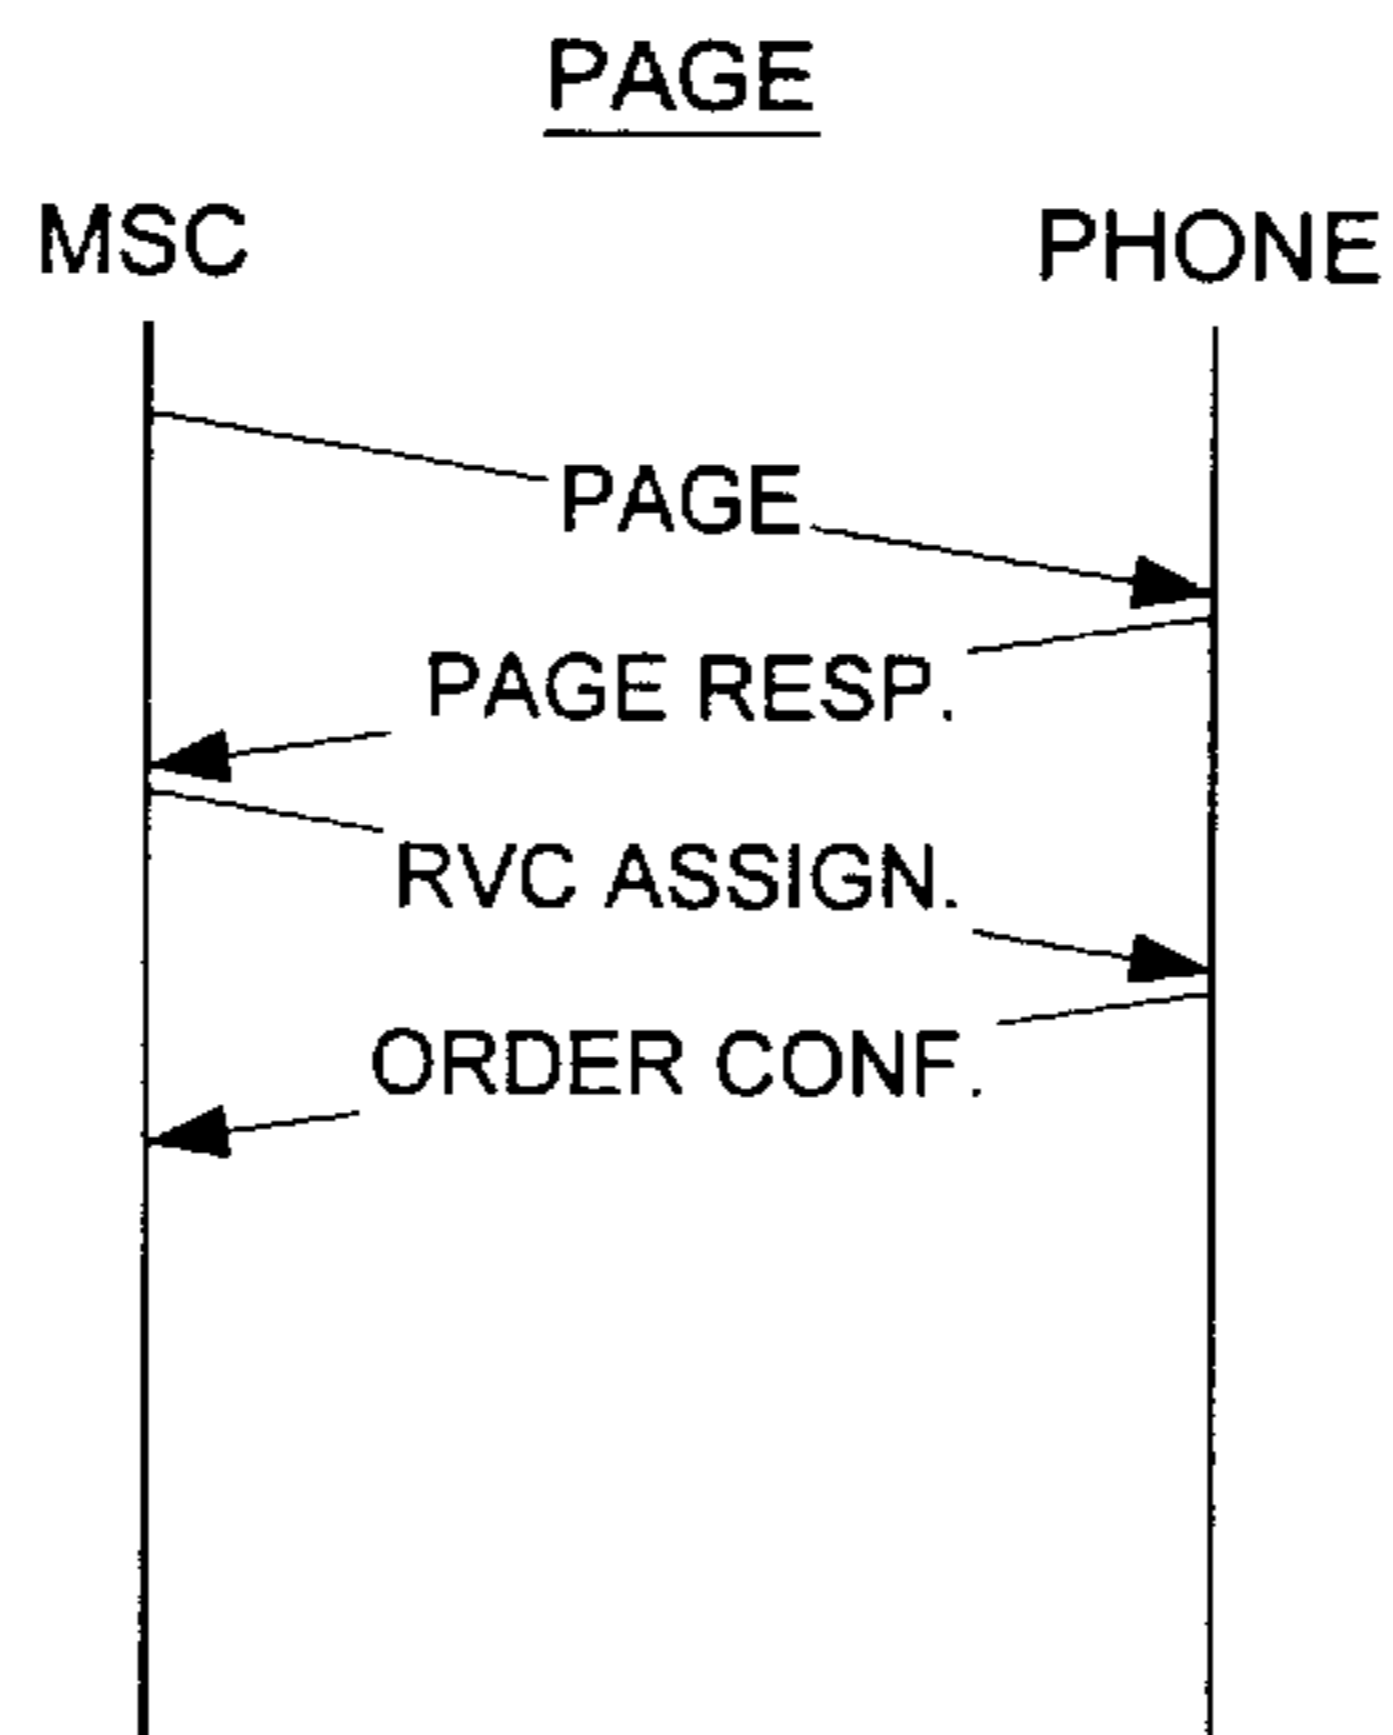 PAGE
MSC
PHONE
PAGE
PAGE RESP.
RVC ASSIGN.
ORDER CONF.